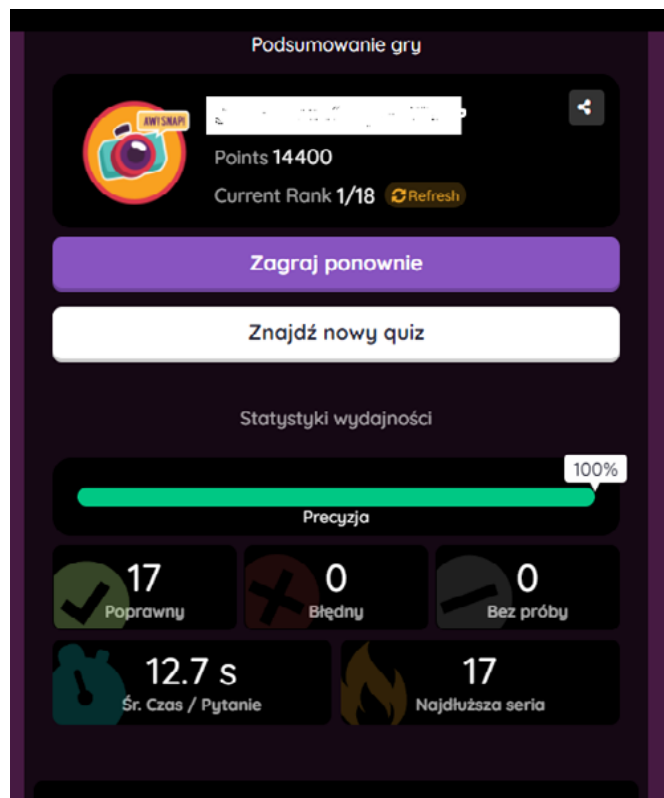 Podsumowanie gry
AW! SNAP!
Points 14400
Current Rank 1/18 Refresh
Zagraj ponownie
Znajdź nowy quiz
Statystyki wydajności
100%
Precyzja
17
Poprawny
0
Błędny
0
Bez próby
12.7 s
Śr. Czas / Pytanie
17
Najdłuższa seria